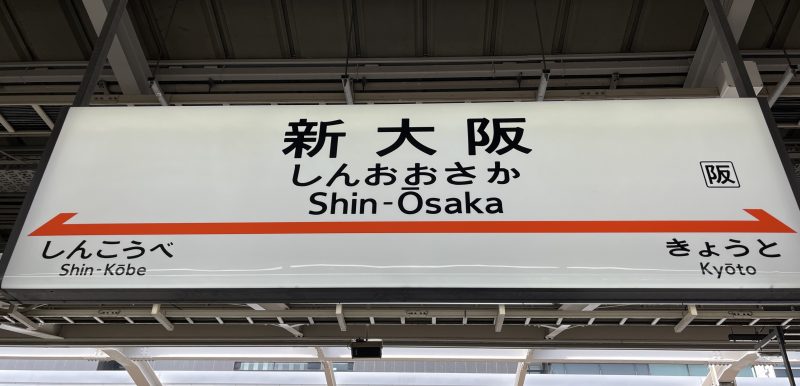 新大阪
しんおおさか
Shin-Ōsaka
阪
しんこうべ
Shin-Kōbe
きょうと
Kyōto